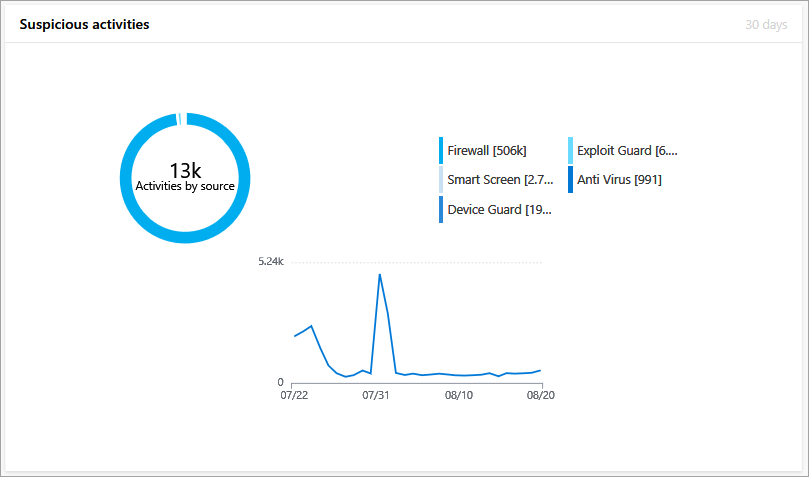 Suspicious activities 30 days
13k
Activities by source
Firewall [506k] Exploit Guard [6....
Smart Screen [2.7... Anti Virus [991]
Device Guard [19...
5.24k
0
07/22 07/31 08/10 08/20